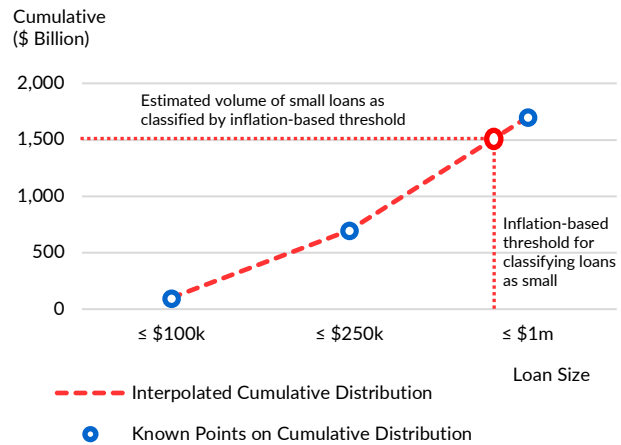 Cumulative
($ Billion)
2,000
Estimated volume of small loans as
classified by inflation-based threshold
1,500
1,000
Inflation-based
threshold for
classifying loans
as small
500
0
≤ $100k
≤ $250k
≤ $1m
Loan Size
Interpolated Cumulative Distribution
Known Points on Cumulative Distribution